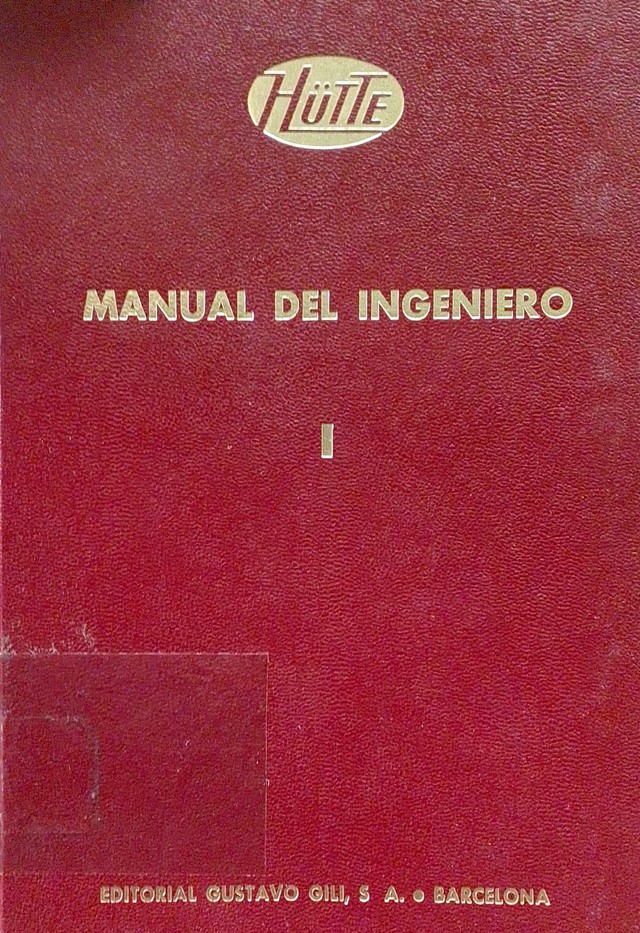 HÜTTE
MANUAL DEL INGENIERO
I
EDITORIAL GUSTAVO GILI, S A. • BARCELONA